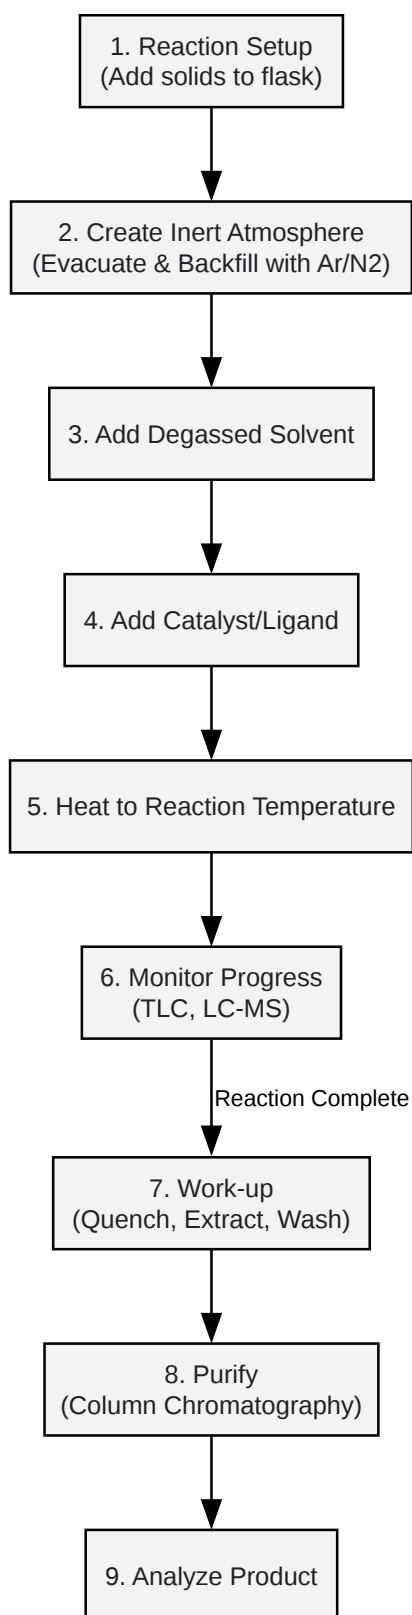 1. Reaction Setup
(Add solids to flask)
2. Create Inert Atmosphere
(Evacuate & Backfill with Ar/N2)
3. Add Degassed Solvent
4. Add Catalyst/Ligand
5. Heat to Reaction Temperature
6. Monitor Progress
(TLC, LC-MS)
Reaction Complete
7. Work-up
(Quench, Extract, Wash)
8. Purify
(Column Chromatography)
9. Analyze Product